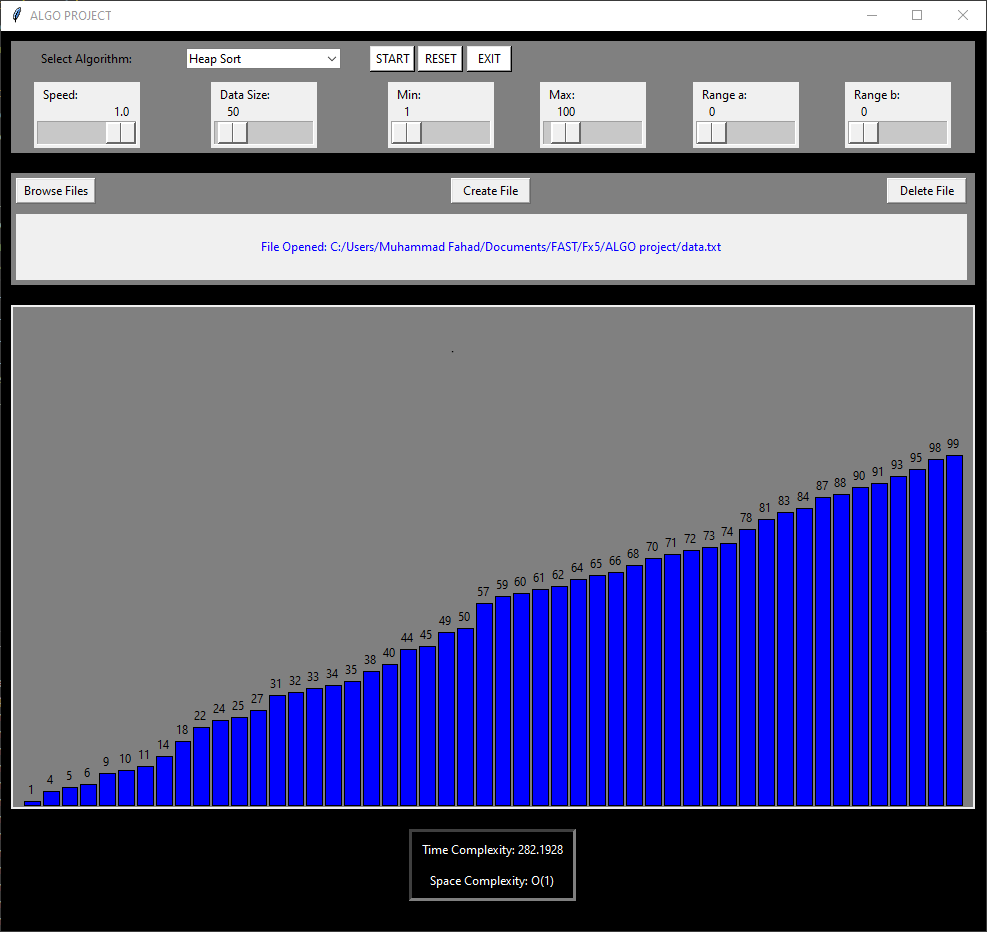 ALGO PROJECT
Select Algorithm: Heap Sort START RESET EXIT
Speed: Data Size: Min: Max: Range a: Range b:
1.0 50 1 100 0 0
Browse Files Create File Delete File
File Opened: C:/Users/Muhammad Fahad/Documents/FAST/Fx5/ALGO project/data.txt
1 4 5 6 9 10 11 14 18 22 24 25 27 31 32 33 34 35 38 40 44 45 49 50 57 59 60 61 62 64 65 66 68 70 71 72 73 74 78 81 83 84 87 88 90 91 93 95 98 99
Time Complexity: 282.1928
Space Complexity: O(1)